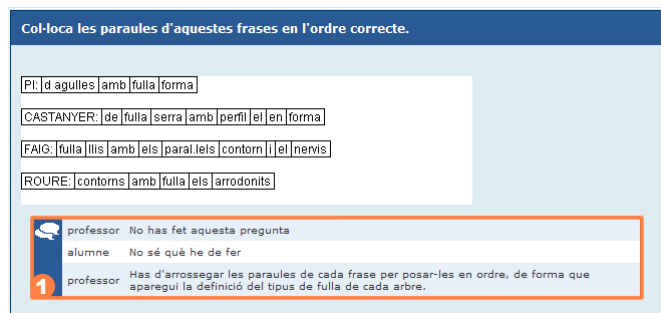 Col·loca les paraules d'aquestes frases en l'ordre correcte.
PI: d agulles amb fulla forma
CASTANYER: de fulla serra amb perfil el en forma
FAIG: fulla llis amb els paral.lels contorn i el nervis
ROURE: contorns amb fulla els arrodonits
professor No has fet aquesta pregunta
alumne No sé què he de fer
professor Has d'arrossegar les paraules de cada frase per posar-les en ordre, de forma que
aparegui la definició del tipus de fulla de cada arbre.
1